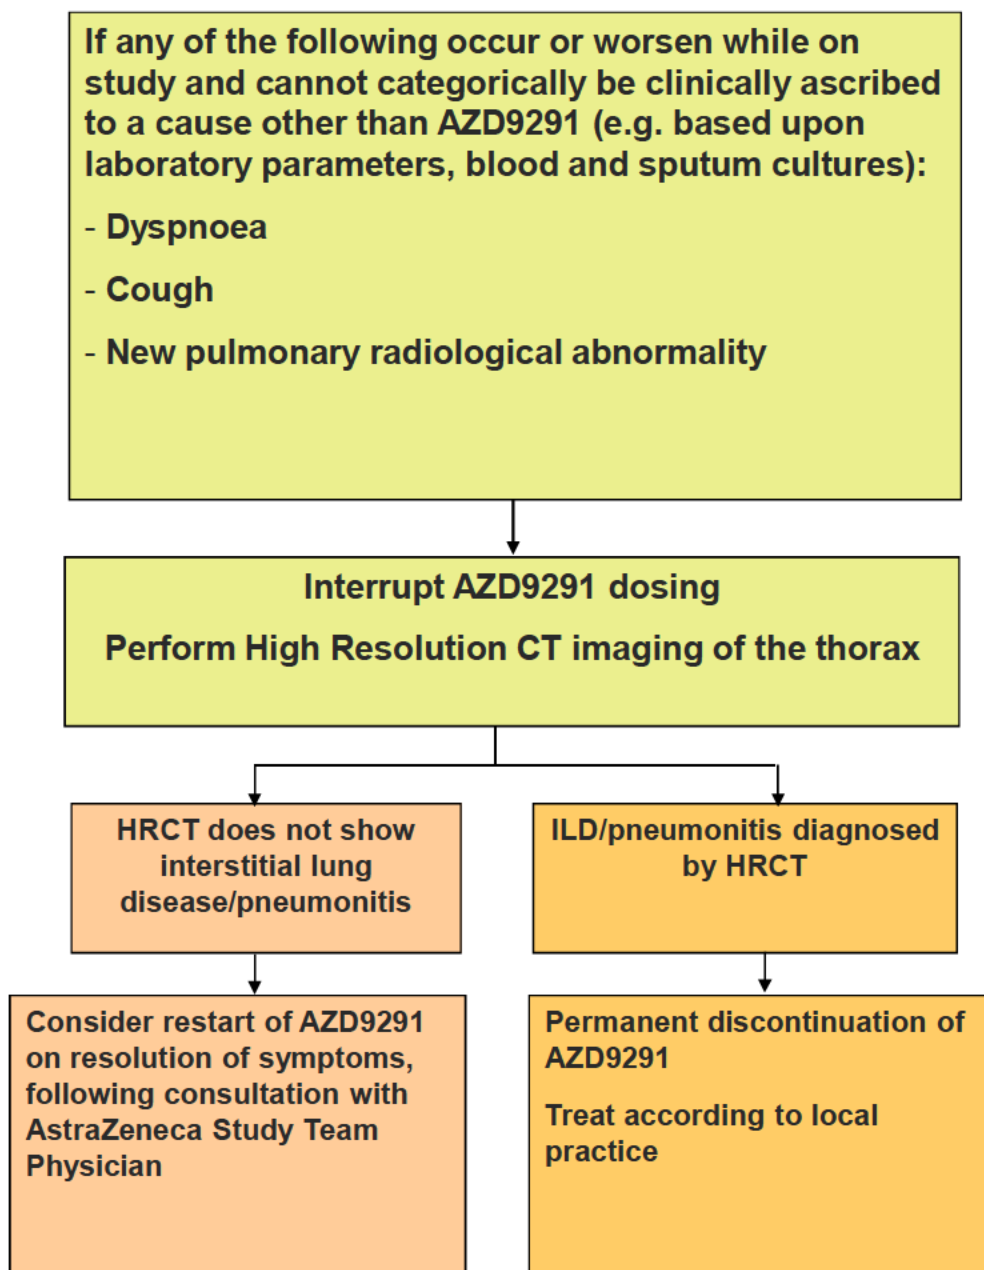 If any of the following occur or worsen while on
study and cannot categorically be clinically ascribed
to a cause other than AZD9291 (e.g. based upon
laboratory parameters, blood and sputum cultures):
- Dyspnoea
- Cough
- New pulmonary radiological abnormality
Interrupt AZD9291 dosing
Perform High Resolution CT imaging of the thorax
HRCT does not show
interstitial lung
disease/pneumonitis
ILD/pneumonitis diagnosed
by HRCT
Consider restart of AZD9291
on resolution of symptoms,
following consultation with
AstraZeneca Study Team
Physician
Permanent discontinuation of
AZD9291
Treat according to local
practice